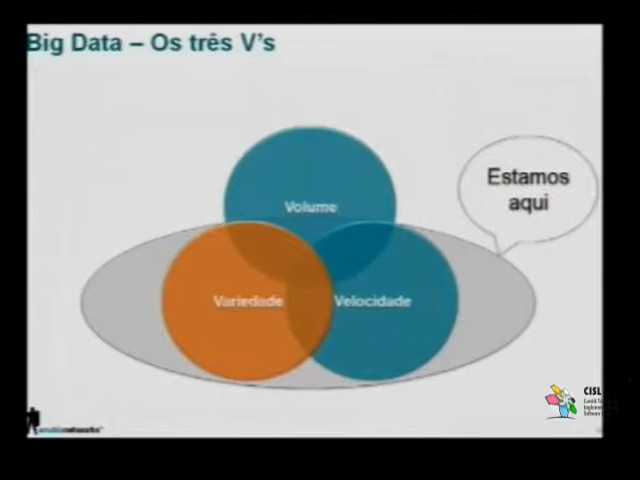 Big Data – Os três V's
Volume
Estamos
aqui
Variedade
Velocidade
CISL